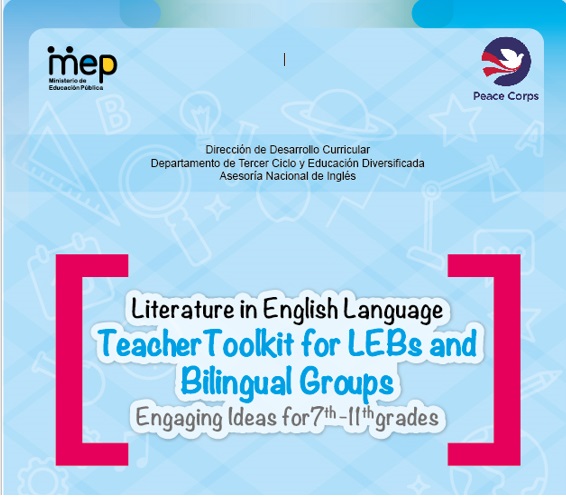 mep
Ministerio de
Educación Pública
Peace Corps
Dirección de Desarrollo Curricular
Departamento de Tercer Ciclo y Educación Diversificada
Asesoría Nacional de Inglés
B
A
Literature in English Language
Teacher Toolkit for LEBs and
Bilingual Groups
Engaging Ideas for 7th-11th grades